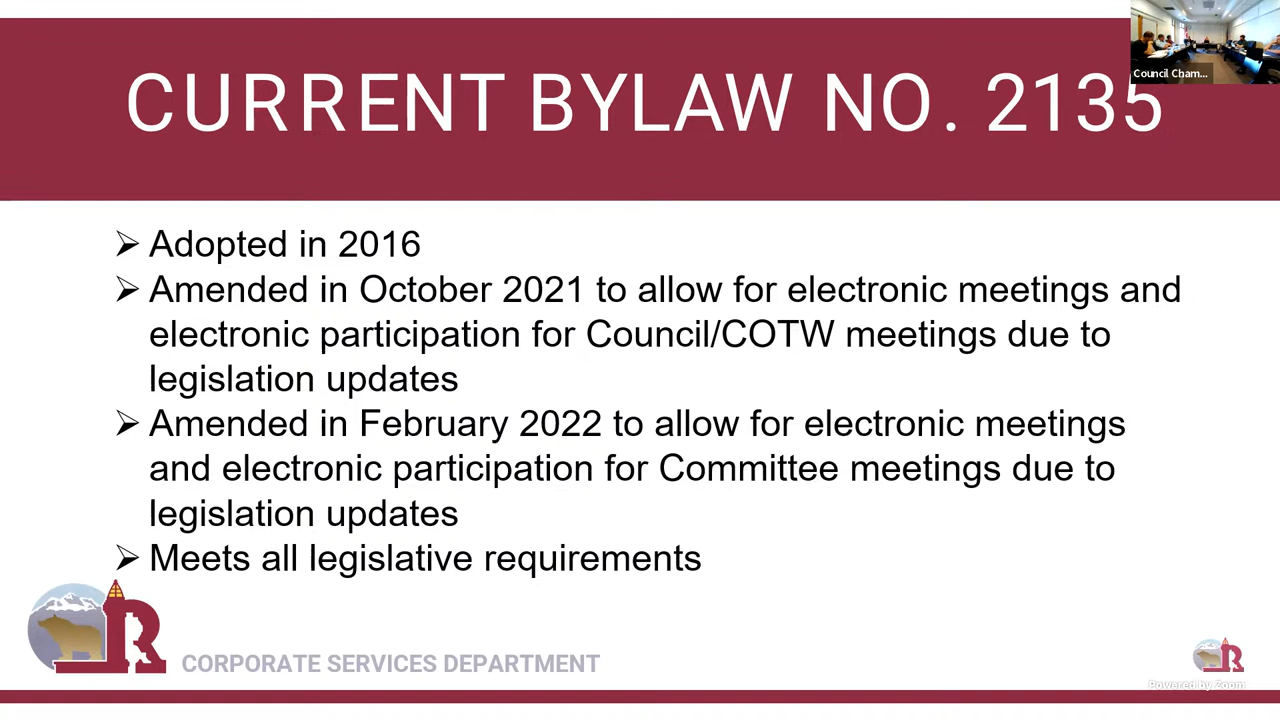 CURRENT BYLAW NO. 2135
Council Cham...
➢ Adopted in 2016
➢ Amended in October 2021 to allow for electronic meetings and
electronic participation for Council/COTW meetings due to
legislation updates
➢ Amended in February 2022 to allow for electronic meetings
and electronic participation for Committee meetings due to
legislation updates
➢ Meets all legislative requirements
R
CORPORATE SERVICES DEPARTMENT
R
Powered by Zoom